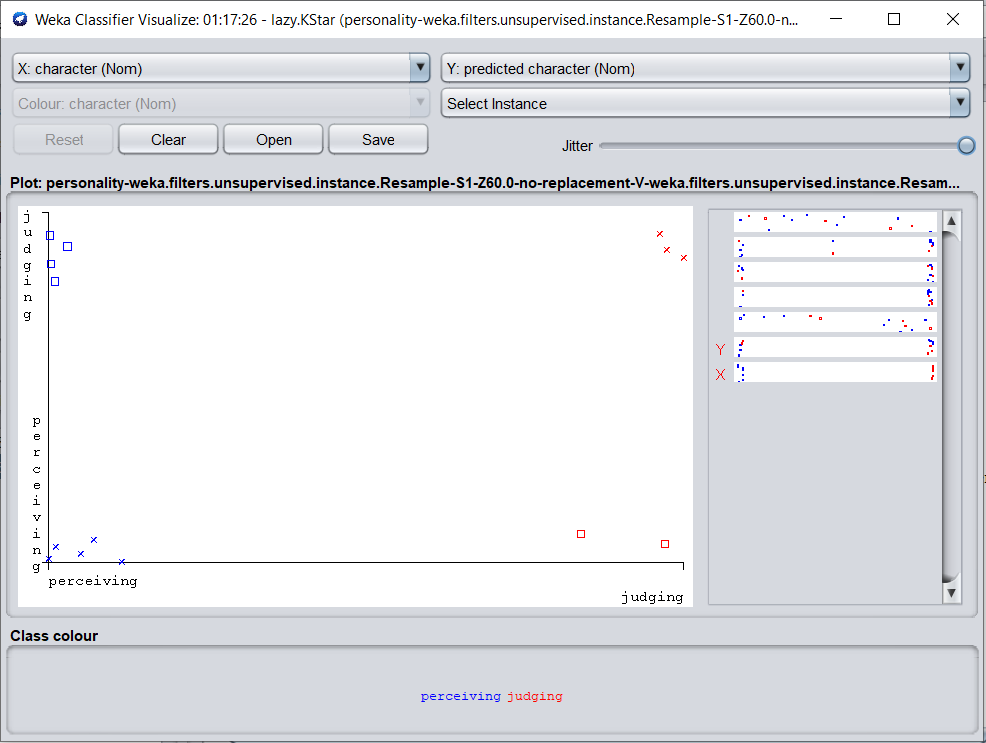 Weka Classifier Visualize: 01:17:26 - lazy.KStar (personality-weka.filters.unsupervised.instance.Resample-S1-Z60.0-n...
X: character (Nom)
Y: predicted character (Nom)
Colour: character (Nom)
Select Instance
Reset
Clear
Open
Save
Jitter
Plot: personality-weka.filters.unsupervised.instance.Resample-S1-Z60.0-no-replacement-V-weka.filters.unsupervised.instance.Resam...
judging
perceiving
perceiving
judging
Y
X
Class colour
perceiving judging